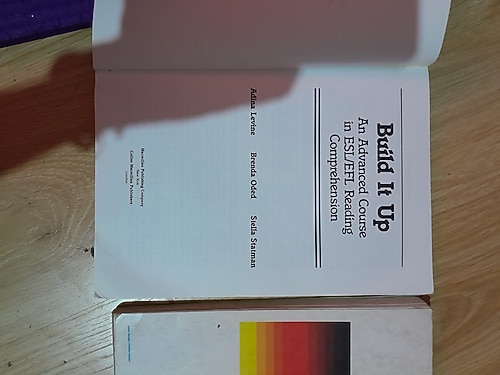 Build It Up
An Advanced Course
in ESL/EFL Reading
Comprehension
Adina Levine Brenda Oded Stella Statman
Macmillan Publishing Company
New York
Collier Macmillan Publishers
London